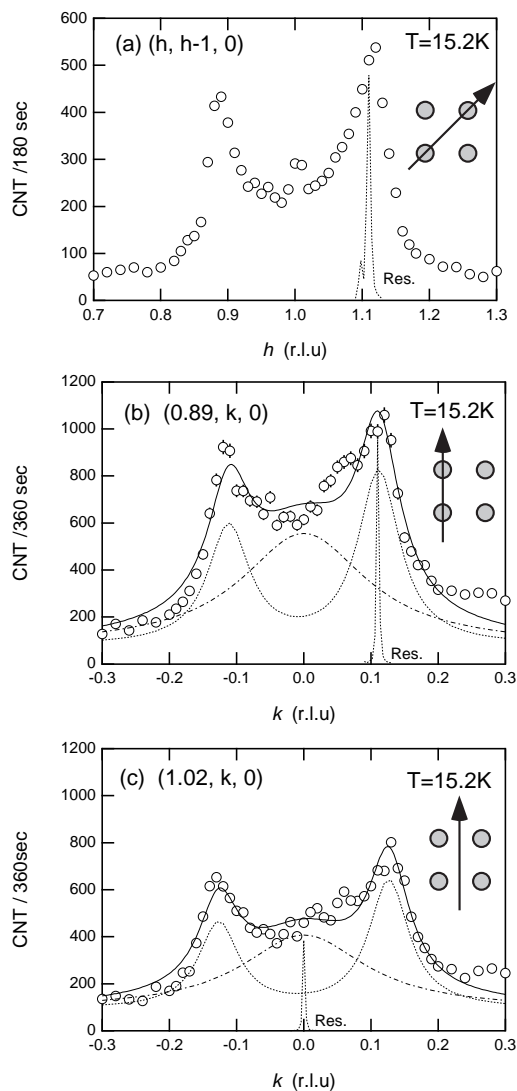 (a) (h, h-1, 0)
T=15.2K
600
500
400
300
200
100
0
CNT /180 sec
Res.
0.7 0.8 0.9 1.0 1.1 1.2 1.3
h (r.l.u)
(b) (0.89, k, 0)
T=15.2K
1200
1000
800
600
400
200
0
CNT /360 sec
Res.
-0.3 -0.2 -0.1 0.0 0.1 0.2 0.3
k (r.l.u)
(c) (1.02, k, 0)
T=15.2K
1200
1000
800
600
400
200
0
CNT / 360sec
Res.
-0.3 -0.2 -0.1 0.0 0.1 0.2 0.3
k (r.l.u)